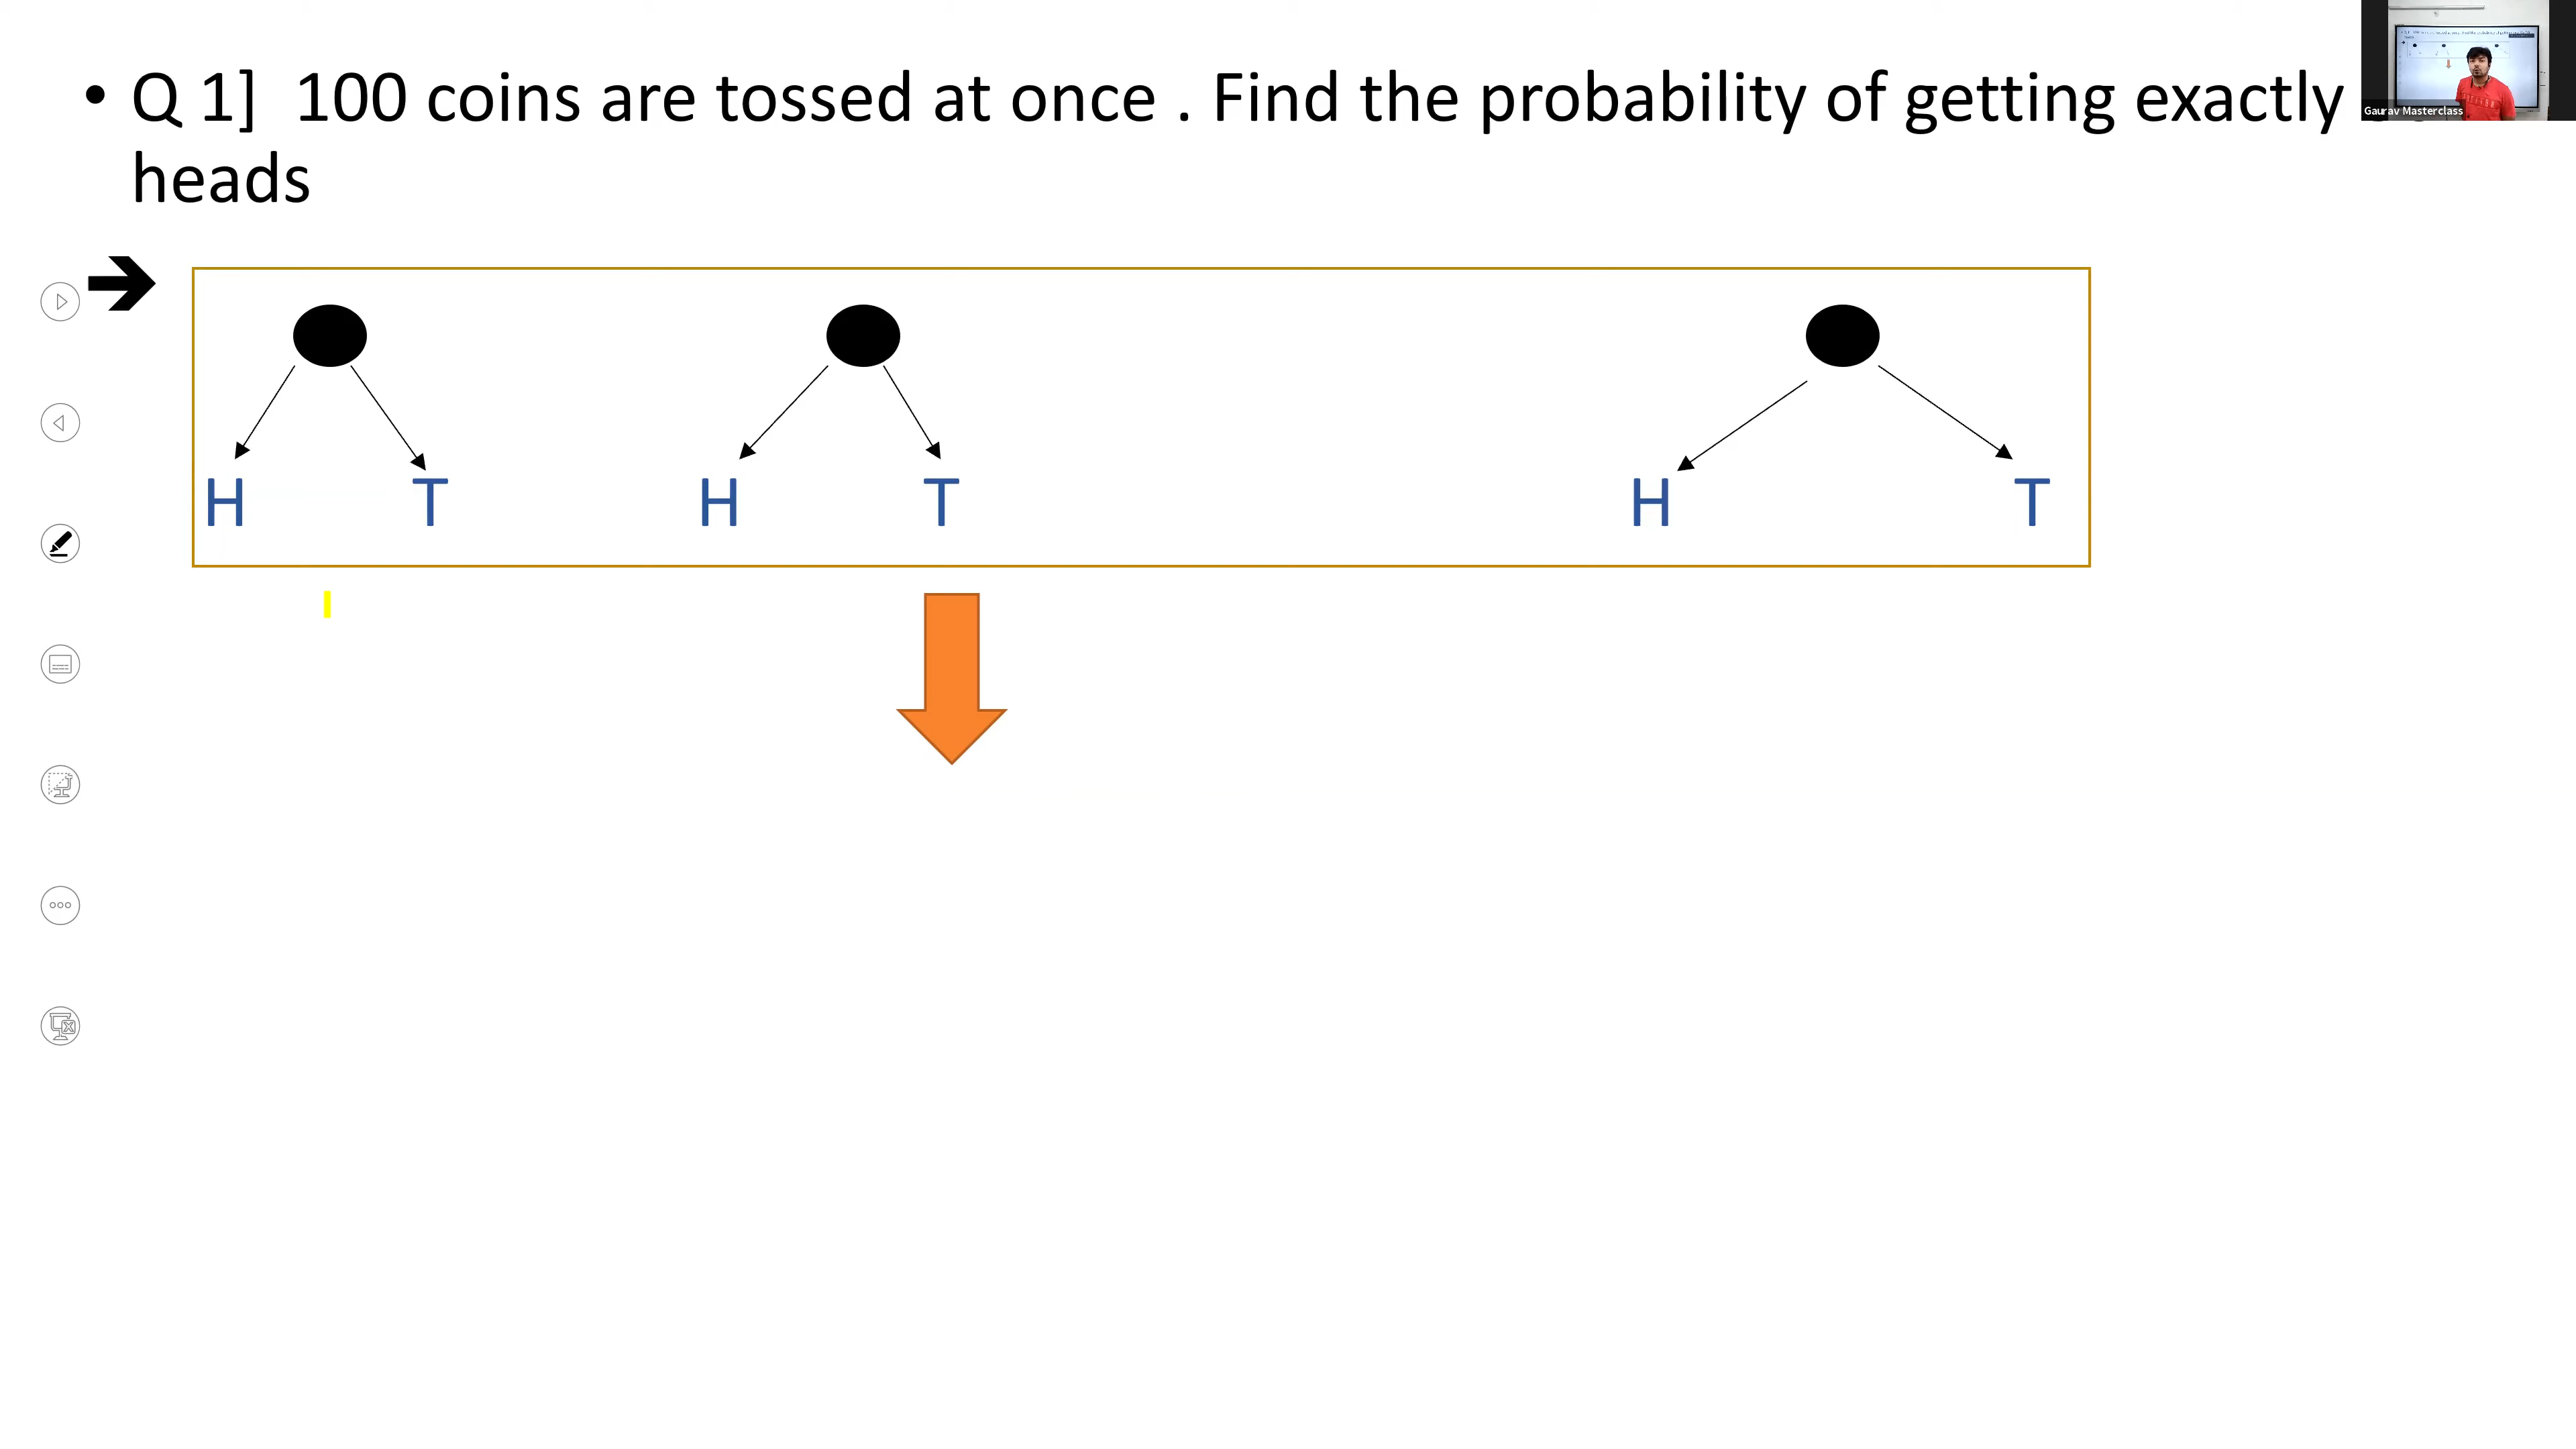 • Q 1] 100 coins are tossed at once . Find the probability of getting exactly
heads
Gaurav Masterclass
H T H T H T